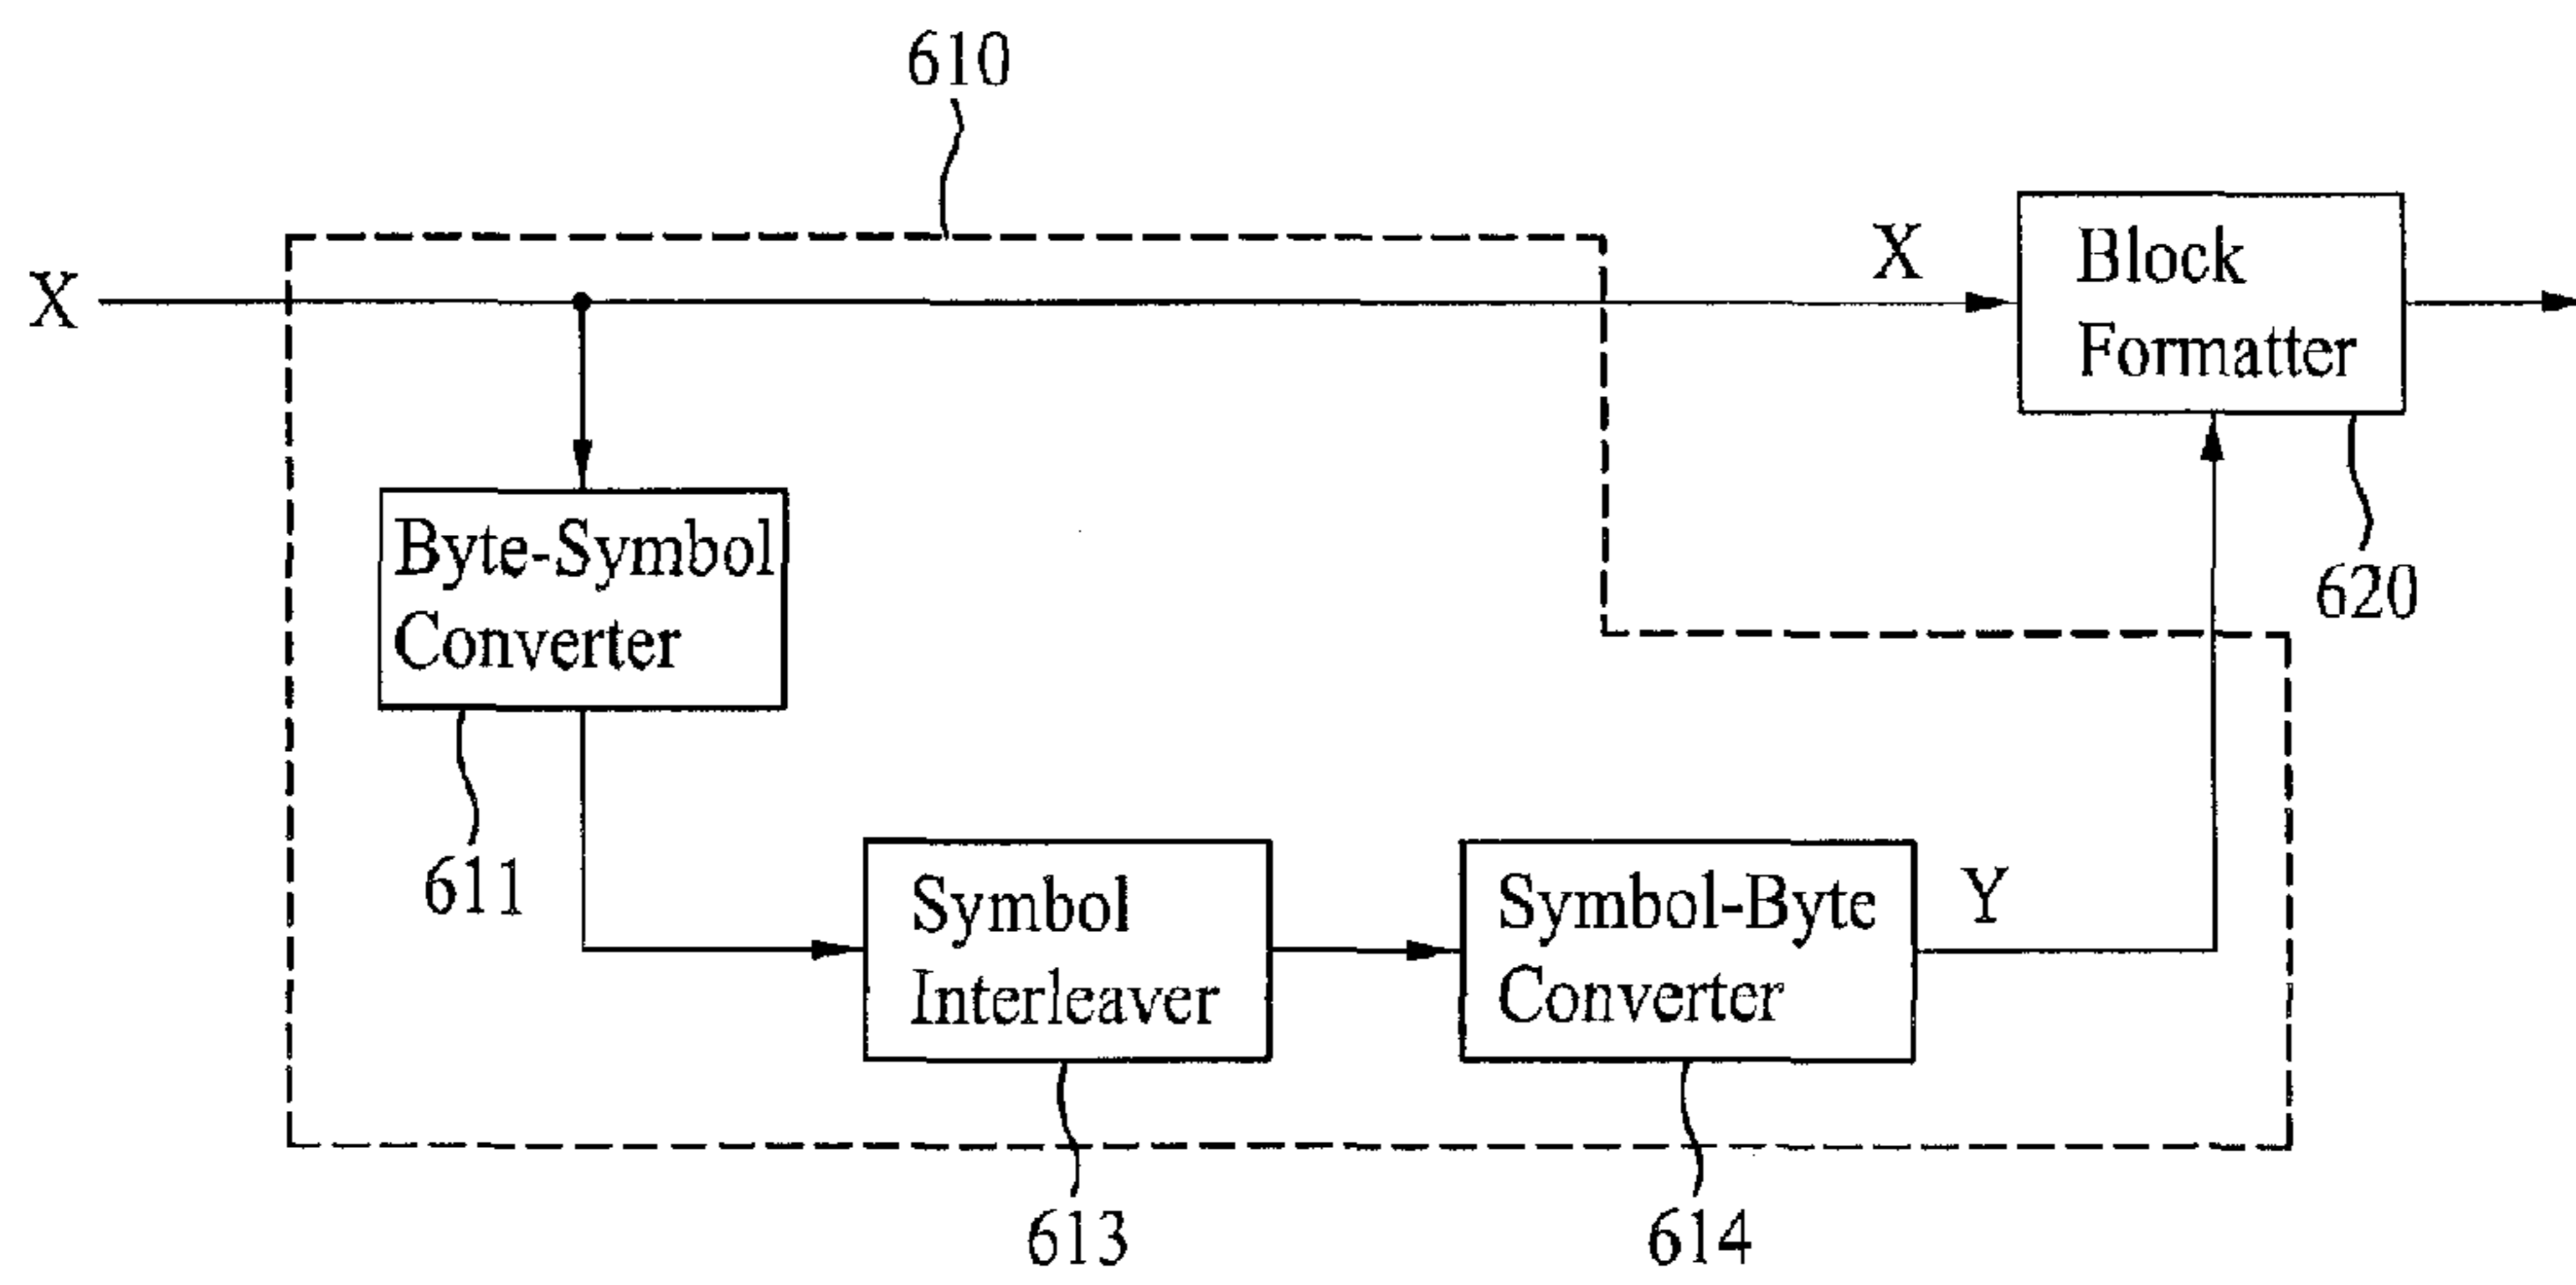 610
X
X
Block
Formatter
620
Byte-Symbol
Converter
611
Symbol
Interleaver
613
Symbol-Byte
Converter
614
Y